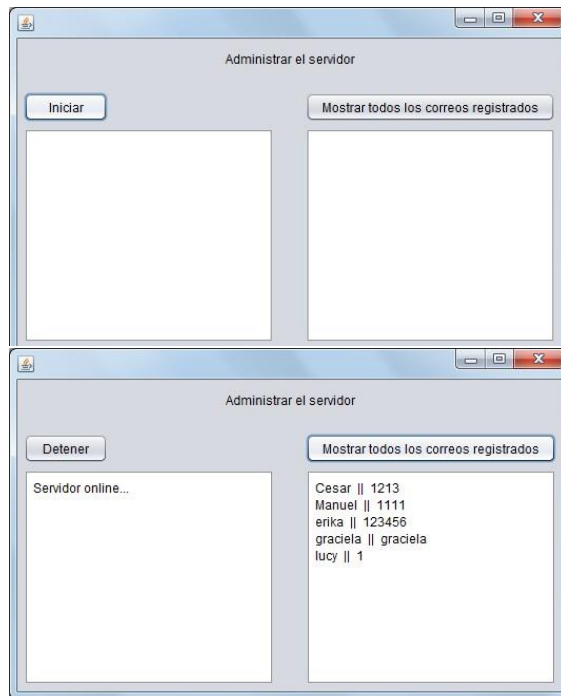 Administrar el servidor
Iniciar
Mostrar todos los correos registrados
Administrar el servidor
Detener
Mostrar todos los correos registrados
Servidor online...
Cesar || 1213
Manuel || 1111
erika || 123456
graciela || graciela
lucy || 1